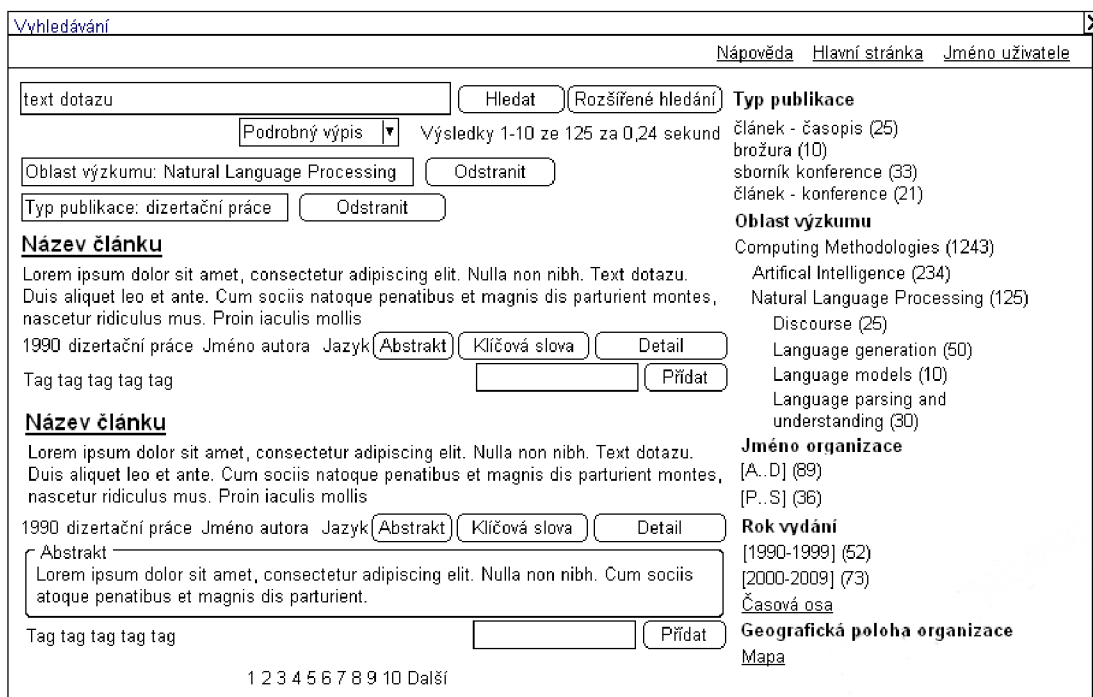 Vyhledávání
Nápověda Hlavní stránka Jméno uživatele
text dotazu Hledat Rozšířené hledání
Podrobný výpis Výsledky 1-10 ze 125 za 0,24 sekund
Oblast výzkumu: Natural Language Processing Odstranit
Typ publikace: dizertační práce Odstranit
Název článku
Lorem ipsum dolor sit amet, consectetur adipiscing elit. Nulla non nibh. Text dotazu.
Duis aliquet leo et ante. Cum sociis natoque penatibus et magnis dis parturient montes,
nascetur ridiculus mus. Proin iaculis mollis
1990 dizertační práce Jméno autora Jazyk Abstrakt Klíčová slova Detail
Tag tag tag tag tag Přídat
Název článku
Lorem ipsum dolor sit amet, consectetur adipiscing elit. Nulla non nibh. Text dotazu.
Duis aliquet leo et ante. Cum sociis natoque penatibus et magnis dis parturient montes,
nascetur ridiculus mus. Proin iaculis mollis
1990 dizertační práce Jméno autora Jazyk Abstrakt Klíčová slova Detail
Abstrakt
Lorem ipsum dolor sit amet, consectetur adipiscing elit. Nulla non nibh. Cum sociis
atoque penatibus et magnis dis parturient.
Tag tag tag tag tag Přídat
1 2 3 4 5 6 7 8 9 10 Další
Typ publikace
článek - časopis (25)
brožura (10)
sborník konference (33)
článek - konference (21)
Oblast výzkumu
Computing Methodologies (1243)
Artifical Intelligence (234)
Natural Language Processing (125)
Discourse (25)
Language generation (50)
Language models (10)
Language parsing and
understanding (30)
Jméno organizace
[A..D] (89)
[P..S] (36)
Rok vydání
[1990-1999] (52)
[2000-2009] (73)
Časová osa
Geografická poloha organizace
Mapa